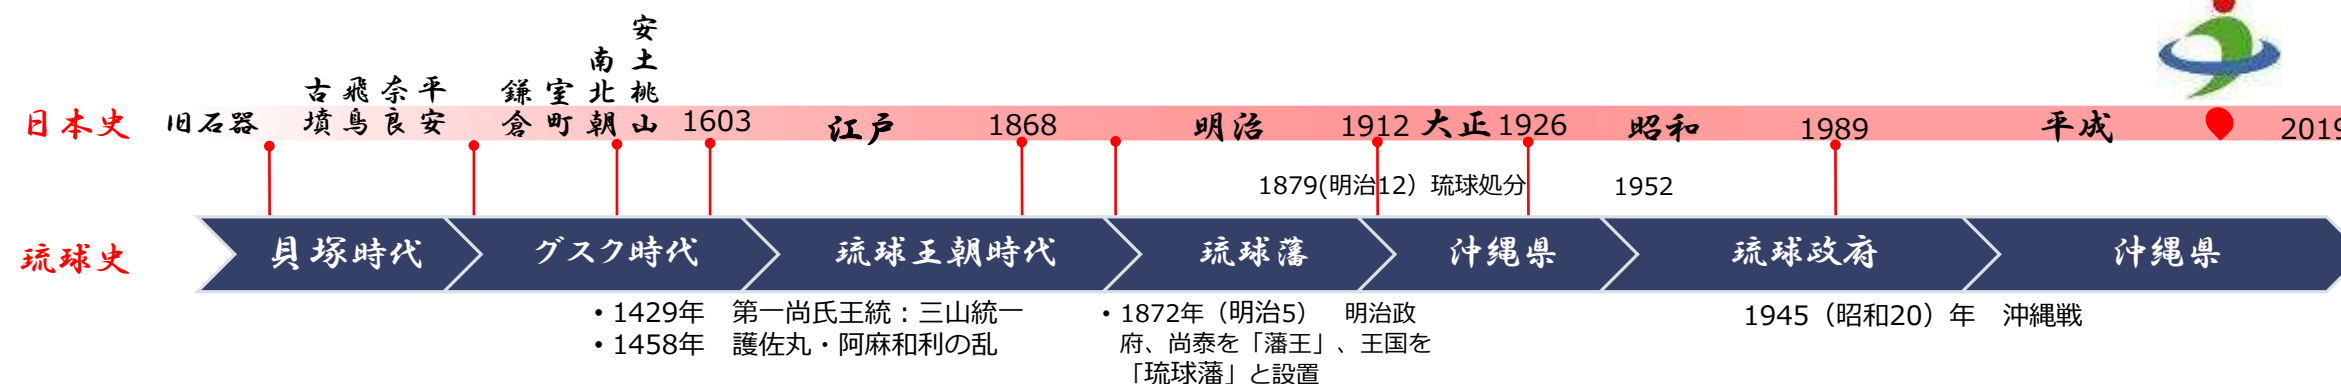 日本史 旧石器 古墳 飛鳥 奈良 平安 鎌倉 室町 南北朝 安土桃山 1603 江戸 1868 明治 1912 大正 1926 昭和 1989 平成 2019
1879(明治12）琉球処分 1952
琉球史 貝塚時代 グスク時代 琉球王朝時代 琉球藩 沖縄県 琉球政府 沖縄県
・1429年　第一尚氏王統：三山統一
・1458年　護佐丸・阿麻和利の乱
・1872年（明治5）　明治政
府、尚泰を「藩王」、王国を
「琉球藩」と設置
1945（昭和20）年　沖縄戦